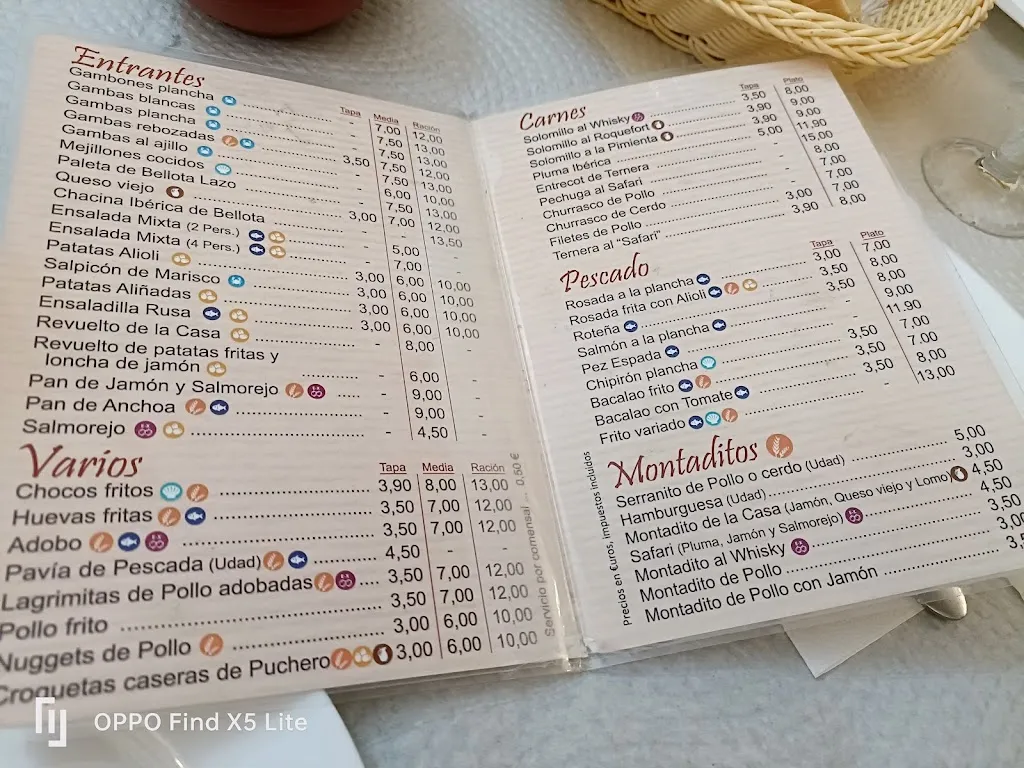 Entrantes
Tapa Media Ración
Gambones plancha - 7,00 12,00
Gambas blancas - 7,50 13,00
Gambas plancha - 7,50 13,00
Gambas rebozadas - 7,50 12,00
Gambas al ajillo 3,50 7,50 13,00
Mejillones cocidos - 6,00 10,00
Paleta de Bellota Lazo - 7,50 13,00
Queso viejo 3,00 7,00 12,00
Chacina Ibérica de Bellota - - 13,50
Ensalada Mixta (2 Pers.) - 5,00 -
Ensalada Mixta (4 Pers.) - 7,00 -
Patatas Alioli 3,00 6,00 10,00
Salpicón de Marisco 3,00 6,00 10,00
Patatas Aliñadas 3,00 6,00 10,00
Ensaladilla Rusa 3,00 6,00 10,00
Revuelto de la Casa - 8,00 -
Revuelto de patatas fritas y
loncha de jamón - 6,00 -
Pan de Jamón y Salmorejo - 9,00 -
Pan de Anchoa - 9,00 -
Salmorejo - 4,50 -
Varios
Tapa Media Ración
Chocos fritos 3,90 8,00 13,00
Huevas fritas 3,50 7,00 12,00
Adobo 3,50 7,00 12,00
Pavía de Pescada (Udad) 4,50 - -
Lagrimitas de Pollo adobadas 3,50 7,00 12,00
Pollo frito 3,50 7,00 12,00
Nuggets de Pollo 3,00 6,00 10,00
Croquetas caseras de Puchero 3,00 6,00 10,00
Servicio por comensal ... 0,50 €
Carnes
Tapa Plato
Solomillo al Whisky 3,50 8,00
Solomillo al Roquefort 3,90 9,00
Solomillo a la Pimienta 3,90 9,00
Pluma Ibérica 5,00 11,90
Entrecot de Ternera - 15,00
Pechuga al Safari - 8,00
Churrasco de Pollo - 7,00
Churrasco de Cerdo - 7,00
Filetes de Pollo 3,00 7,00
Ternera al "Safari" 3,90 8,00
Pescado
Tapa Plato
Rosada a la plancha 3,00 7,00
Rosada frita con Alioli 3,50 8,00
Roteña 3,50 8,00
Salmón a la plancha - 9,00
Pez Espada - 11.90
Chipirón plancha 3,50 7,00
Bacalao frito 3,50 7.00
Bacalao con Tomate 3,50 8,00
Frito variado - 13,00
Montaditos
Serranito de Pollo o cerdo (Udad) 5,00
Hamburguesa (Udad) 3,00
Montadito de la Casa (Jamón, Queso viejo y Lomo) 4,50
Safari (Pluma, Jamón y Salmorejo) 4,50
Montadito al Whisky 3,50
Montadito de Pollo 3,00
Montadito de Pollo con Jamón
Precios en €uros, impuestos incluidos
OPPO Find X5 Lite